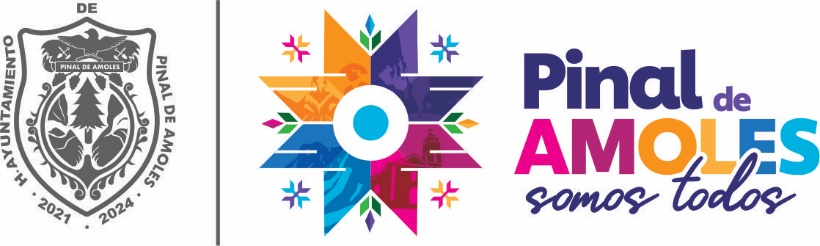 H. AYUNTAMIENTO DE PINAL DE AMOLES
PINAL DE AMOLES
· 2021 · 2024 ·
Pinal de
AMOLES
somos todos